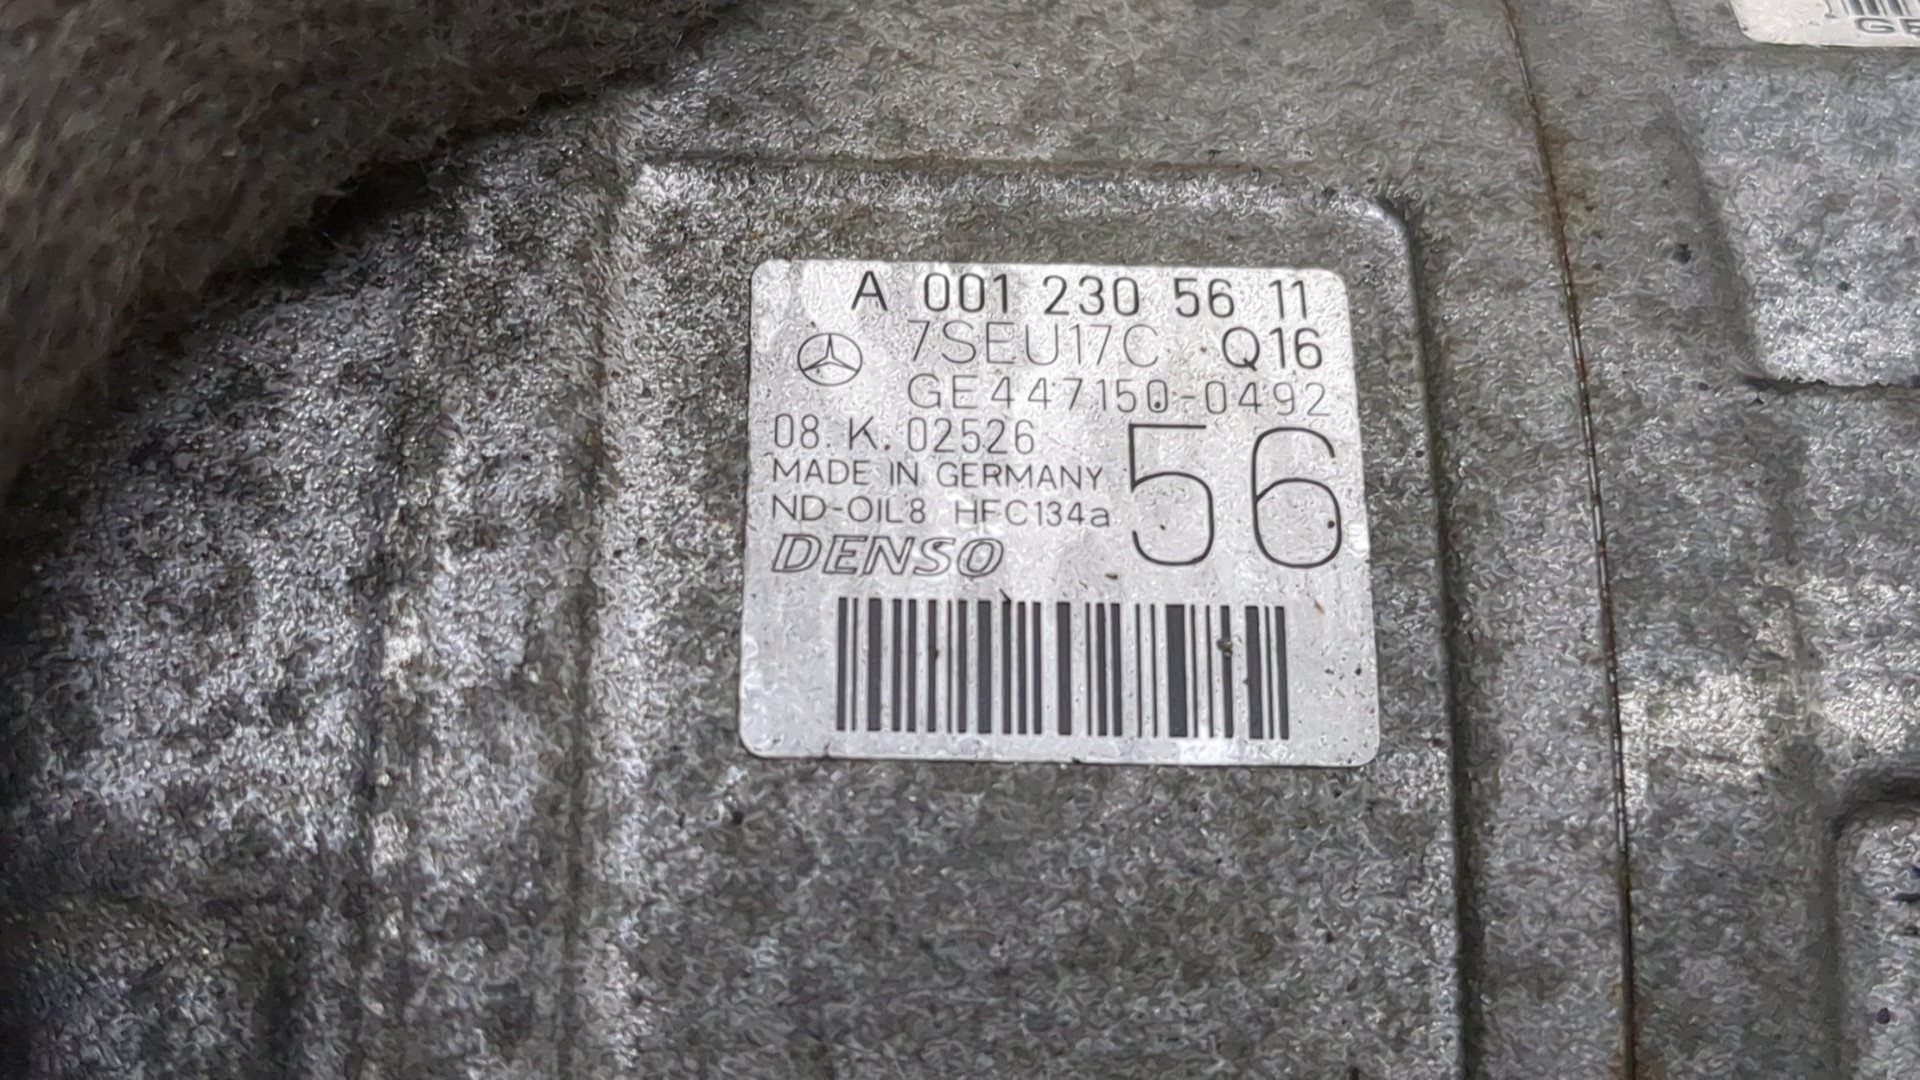 A 001 230 56 11
7SEU17C Q16
GE447150-0492
08. K. 02526
56
MADE IN GERMANY
ND-OIL8 HFC134a
DENSO